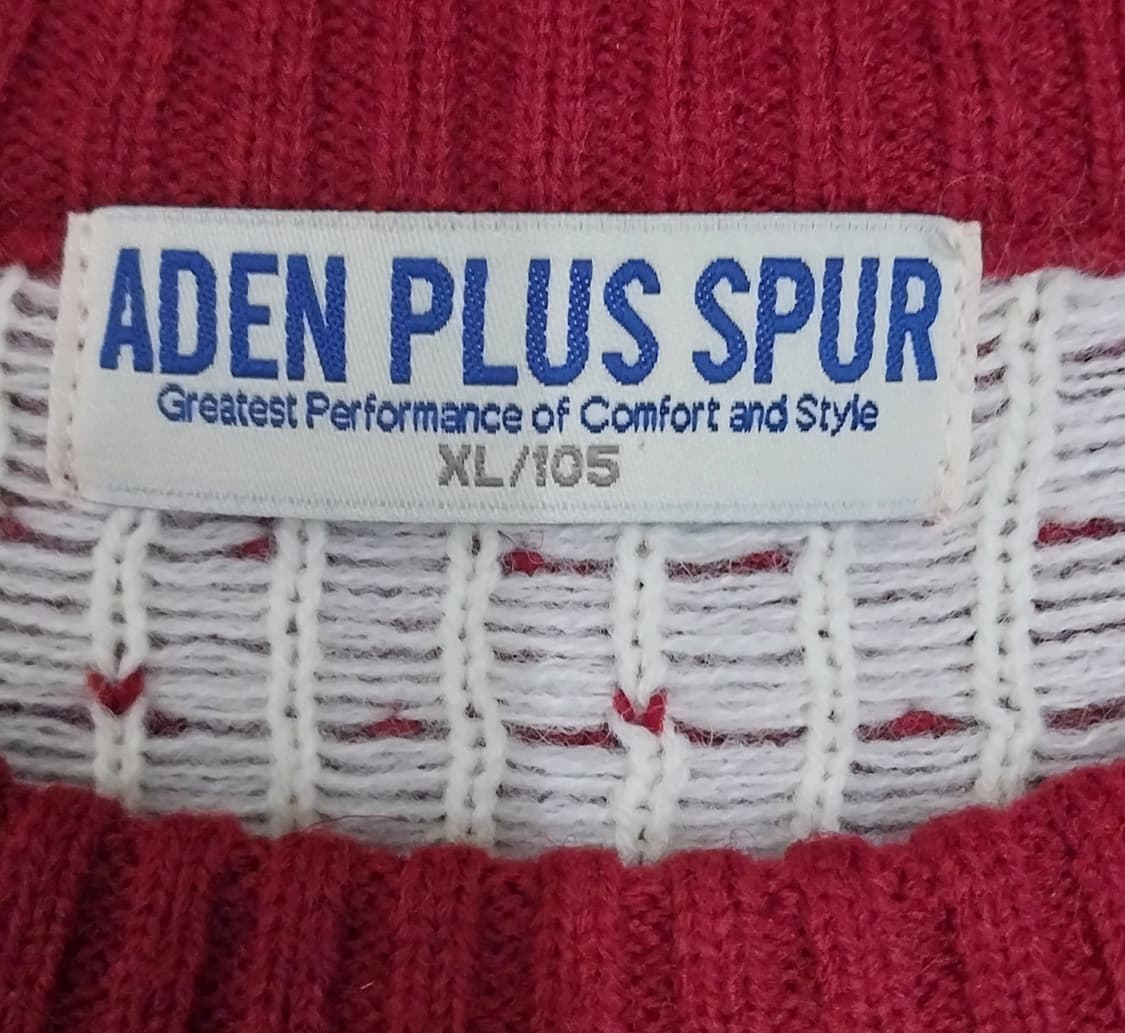 ADEN PLUS SPUR
Greatest Performance of Comfort and Style
XL/105